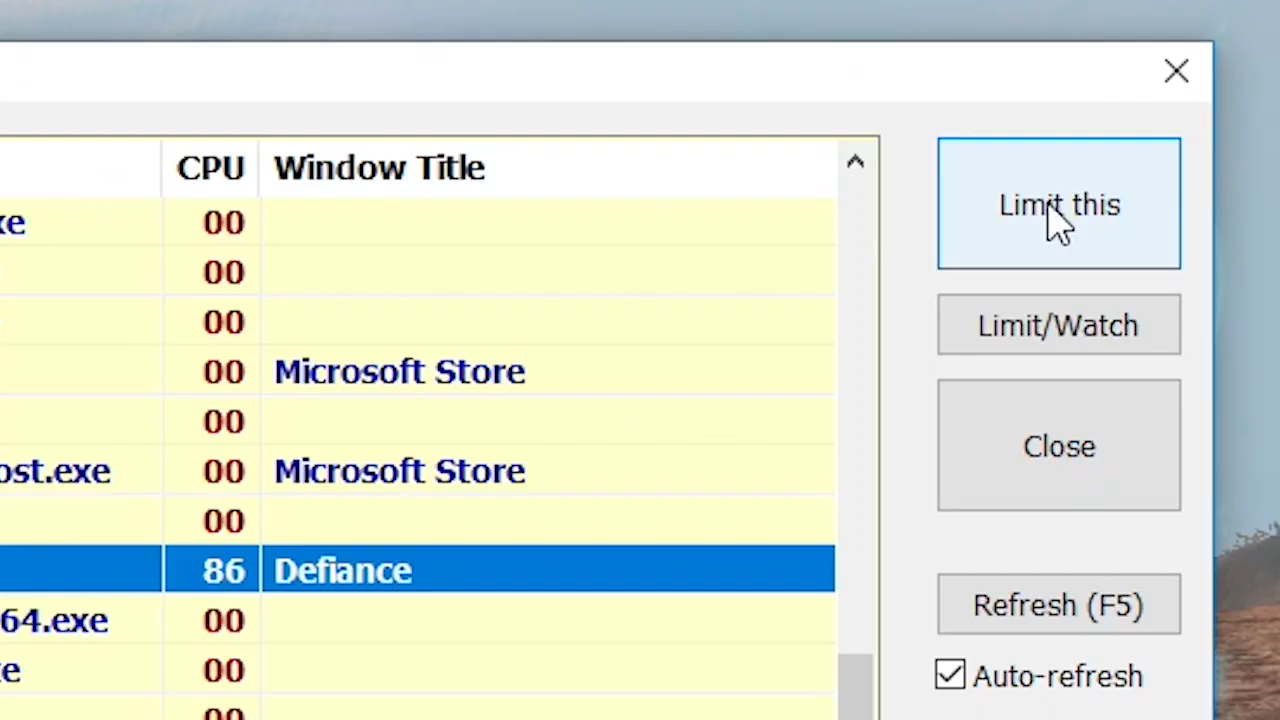 CPU Window Title
xe 00
00
00
00 Microsoft Store
00
ost.exe 00 Microsoft Store
00
86 Defiance
64.exe 00
xe 00
00
Limit this
Limit/Watch
Close
Refresh (F5)
Auto-refresh